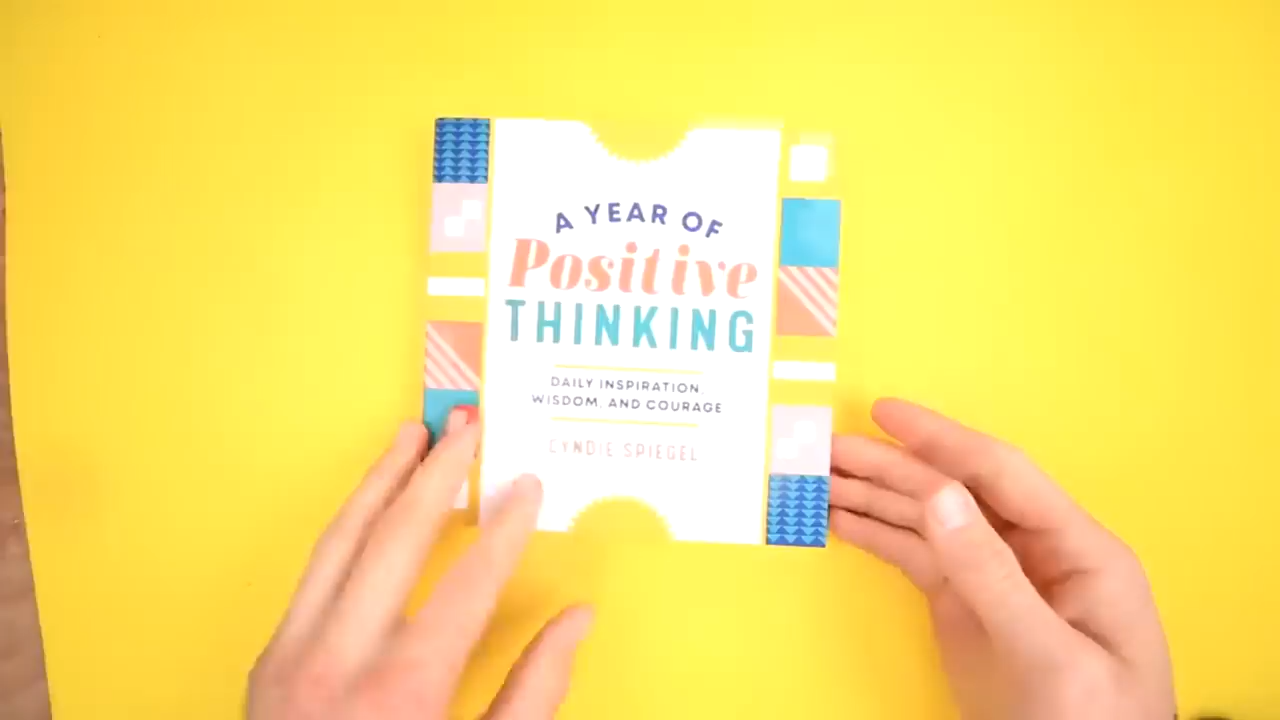 A YEAR OF
Positive
THINKING
DAILY INSPIRATION,
WISDOM, AND COURAGE
CYNDIE SPIEGEL